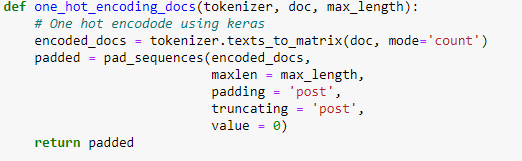 def one_hot_encoding_docs(tokenizer, doc, max_length):
    # One hot encodode using keras
    encoded_docs = tokenizer.texts_to_matrix(doc, mode='count')
    padded = pad_sequences(encoded_docs,
                           maxlen = max_length,
                           padding = 'post',
                           truncating = 'post',
                           value = 0)
    return padded